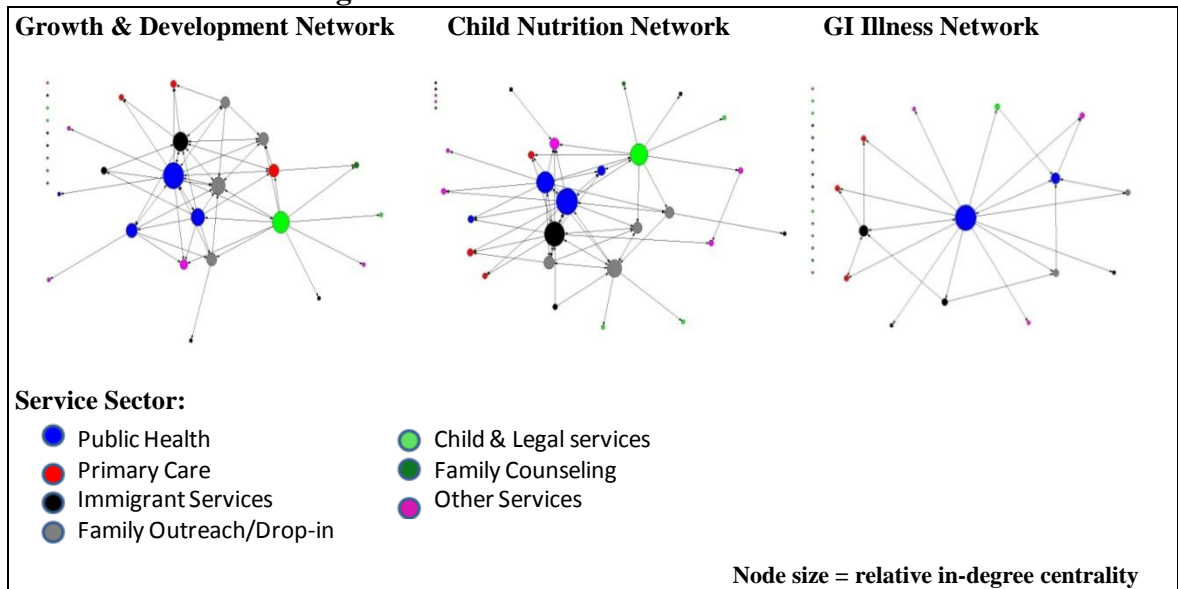 Growth & Development Network
Child Nutrition Network
GI Illness Network
Service Sector:
Public Health
Primary Care
Immigrant Services
Family Outreach/Drop-in
Child & Legal services
Family Counseling
Other Services
Node size = relative in-degree centrality